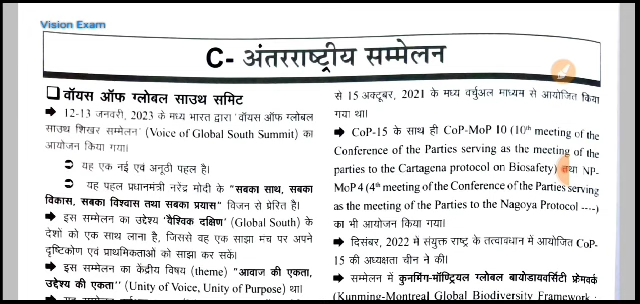 Vision Exam
C- अंतरराष्ट्रीय सम्मेलन
❑ वॉयस ऑफ ग्लोबल साउथ समिट
➡ 12-13 जनवरी, 2023 के मध्य भारत द्वारा 'वॉयस ऑफ ग्लोबल
साउथ शिखर सम्मेलन' (Voice of Global South Summit) का
आयोजन किया गया।
➲ यह एक नई एवं अनूठी पहल है।
➲ यह पहल प्रधानमंत्री नरेंद्र मोदी के "सबका साथ, सबका
विकास, सबका विश्वास तथा सबका प्रयास" विजन से प्रेरित है।
➡ इस सम्मेलन का उद्देश्य 'वैश्विक दक्षिण' (Global South) के
देशों को एक साथ लाना है, जिससे वह एक साझा मंच पर अपने
दृष्टिकोण एवं प्राथमिकताओं को साझा कर सकें।
➡ इस सम्मेलन का केंद्रीय विषय (theme) "आवाज की एकता,
उद्देश्य की एकता" (Unity of Voice, Unity of Purpose) था।
से 15 अक्टूबर, 2021 के मध्य वर्चुअल माध्यम से आयोजित किया
गया था।
➡ CoP-15 के साथ ही CoP-MoP 10 (10th meeting of the
Conference of the Parties serving as the meeting of the
parties to the Cartagena protocol on Biosafety) तथा NP-
MoP 4 (4th meeting of the Conference of the Parties serving
as the meeting of the Parties to the Nagoya Protocol ----)
का भी आयोजन किया गया।
➡ दिसंबर, 2022 में संयुक्त राष्ट्र के तत्वावधान में आयोजित CoP-
15 की अध्यक्षता चीन ने की।
➡ सम्मेलन में कुनमिंग-मॉण्ट्रियल ग्लोबल बायोडायवर्सिटी फ्रेमवर्क
(Kunming-Montreal Global Biodiversity Framework :